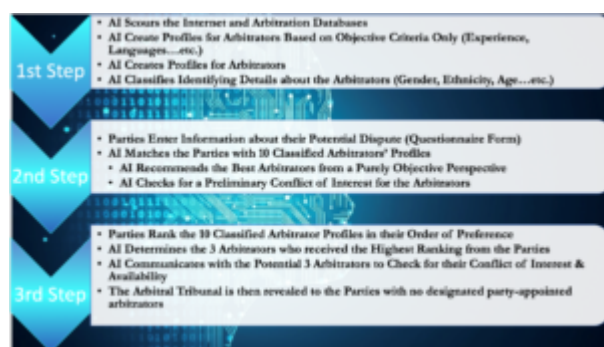 1st Step
• AI Scours the Internet and Arbitration Databases
• AI Create Profiles for Arbitrators Based on Objective Criteria Only (Experience,
Languages….etc.)
• AI Creates Profiles for Arbitrators
• AI Classifies Identifying Details about the Arbitrators (Gender, Ethnicity, Age…etc.)
2nd Step
• Parties Enter Information about their Potential Dispute (Questionnaire Form)
• AI Matches the Parties with 10 Classified Arbitrators’ Profiles
• AI Recommends the Best Arbitrators from a Purely Objective Perspective
• AI Checks for a Preliminary Conflict of Interest for the Arbitrators
3rd Step
• Parties Rank the 10 Classified Arbitrator Profiles in their Order of Preference
• AI Determines the 3 Arbitrators who received the Highest Ranking from the Parties
• AI Communicates with the Potential 3 Arbitrators to Check for their Conflict of Interest &
Availability
• The Arbitral Tribunal is then revealed to the Parties with no designated party-appointed
arbitrators